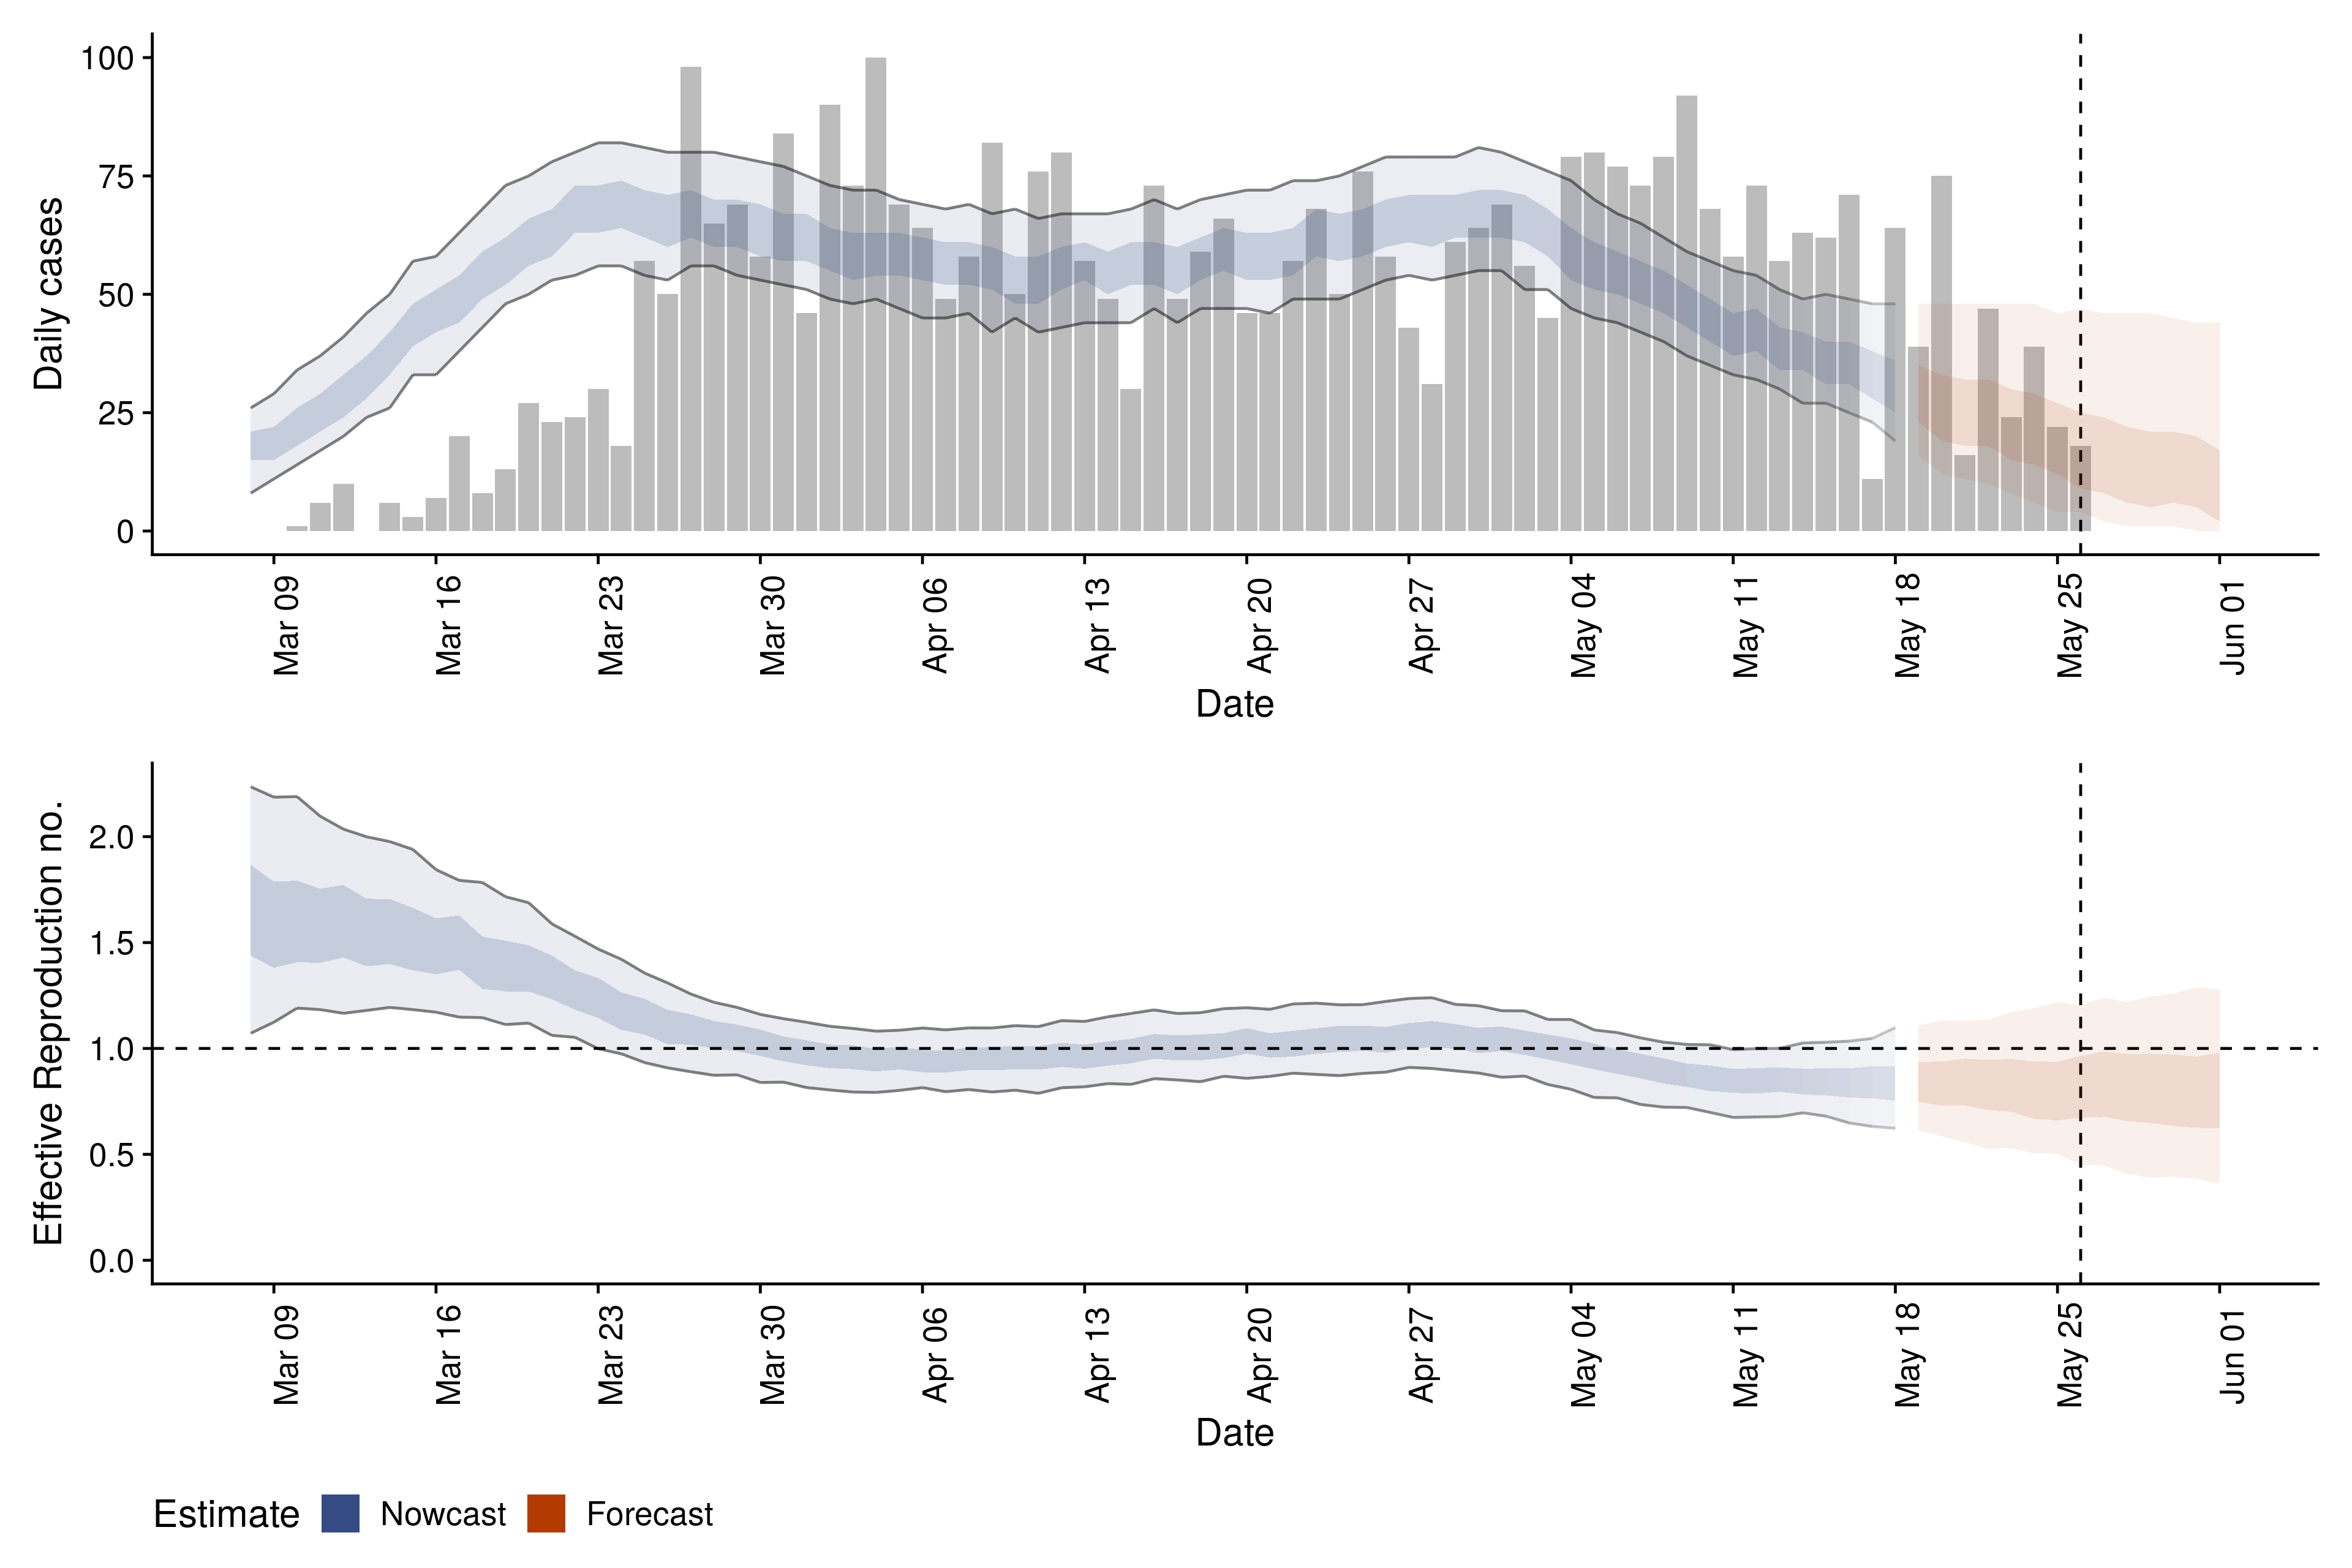 Daily cases
100
75
50
25
0
Mar 09
Mar 16
Mar 23
Mar 30
Apr 06
Apr 13
Apr 20
Apr 27
May 04
May 11
May 18
May 25
Jun 01
Date
Effective Reproduction no.
2.0
1.5
1.0
0.5
0.0
Mar 09
Mar 16
Mar 23
Mar 30
Apr 06
Apr 13
Apr 20
Apr 27
May 04
May 11
May 18
May 25
Jun 01
Date
Estimate Nowcast Forecast